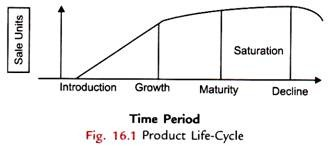 Sale Units
Saturation
Introduction Growth Maturity Decline
Time Period
Fig. 16.1 Product Life-Cycle